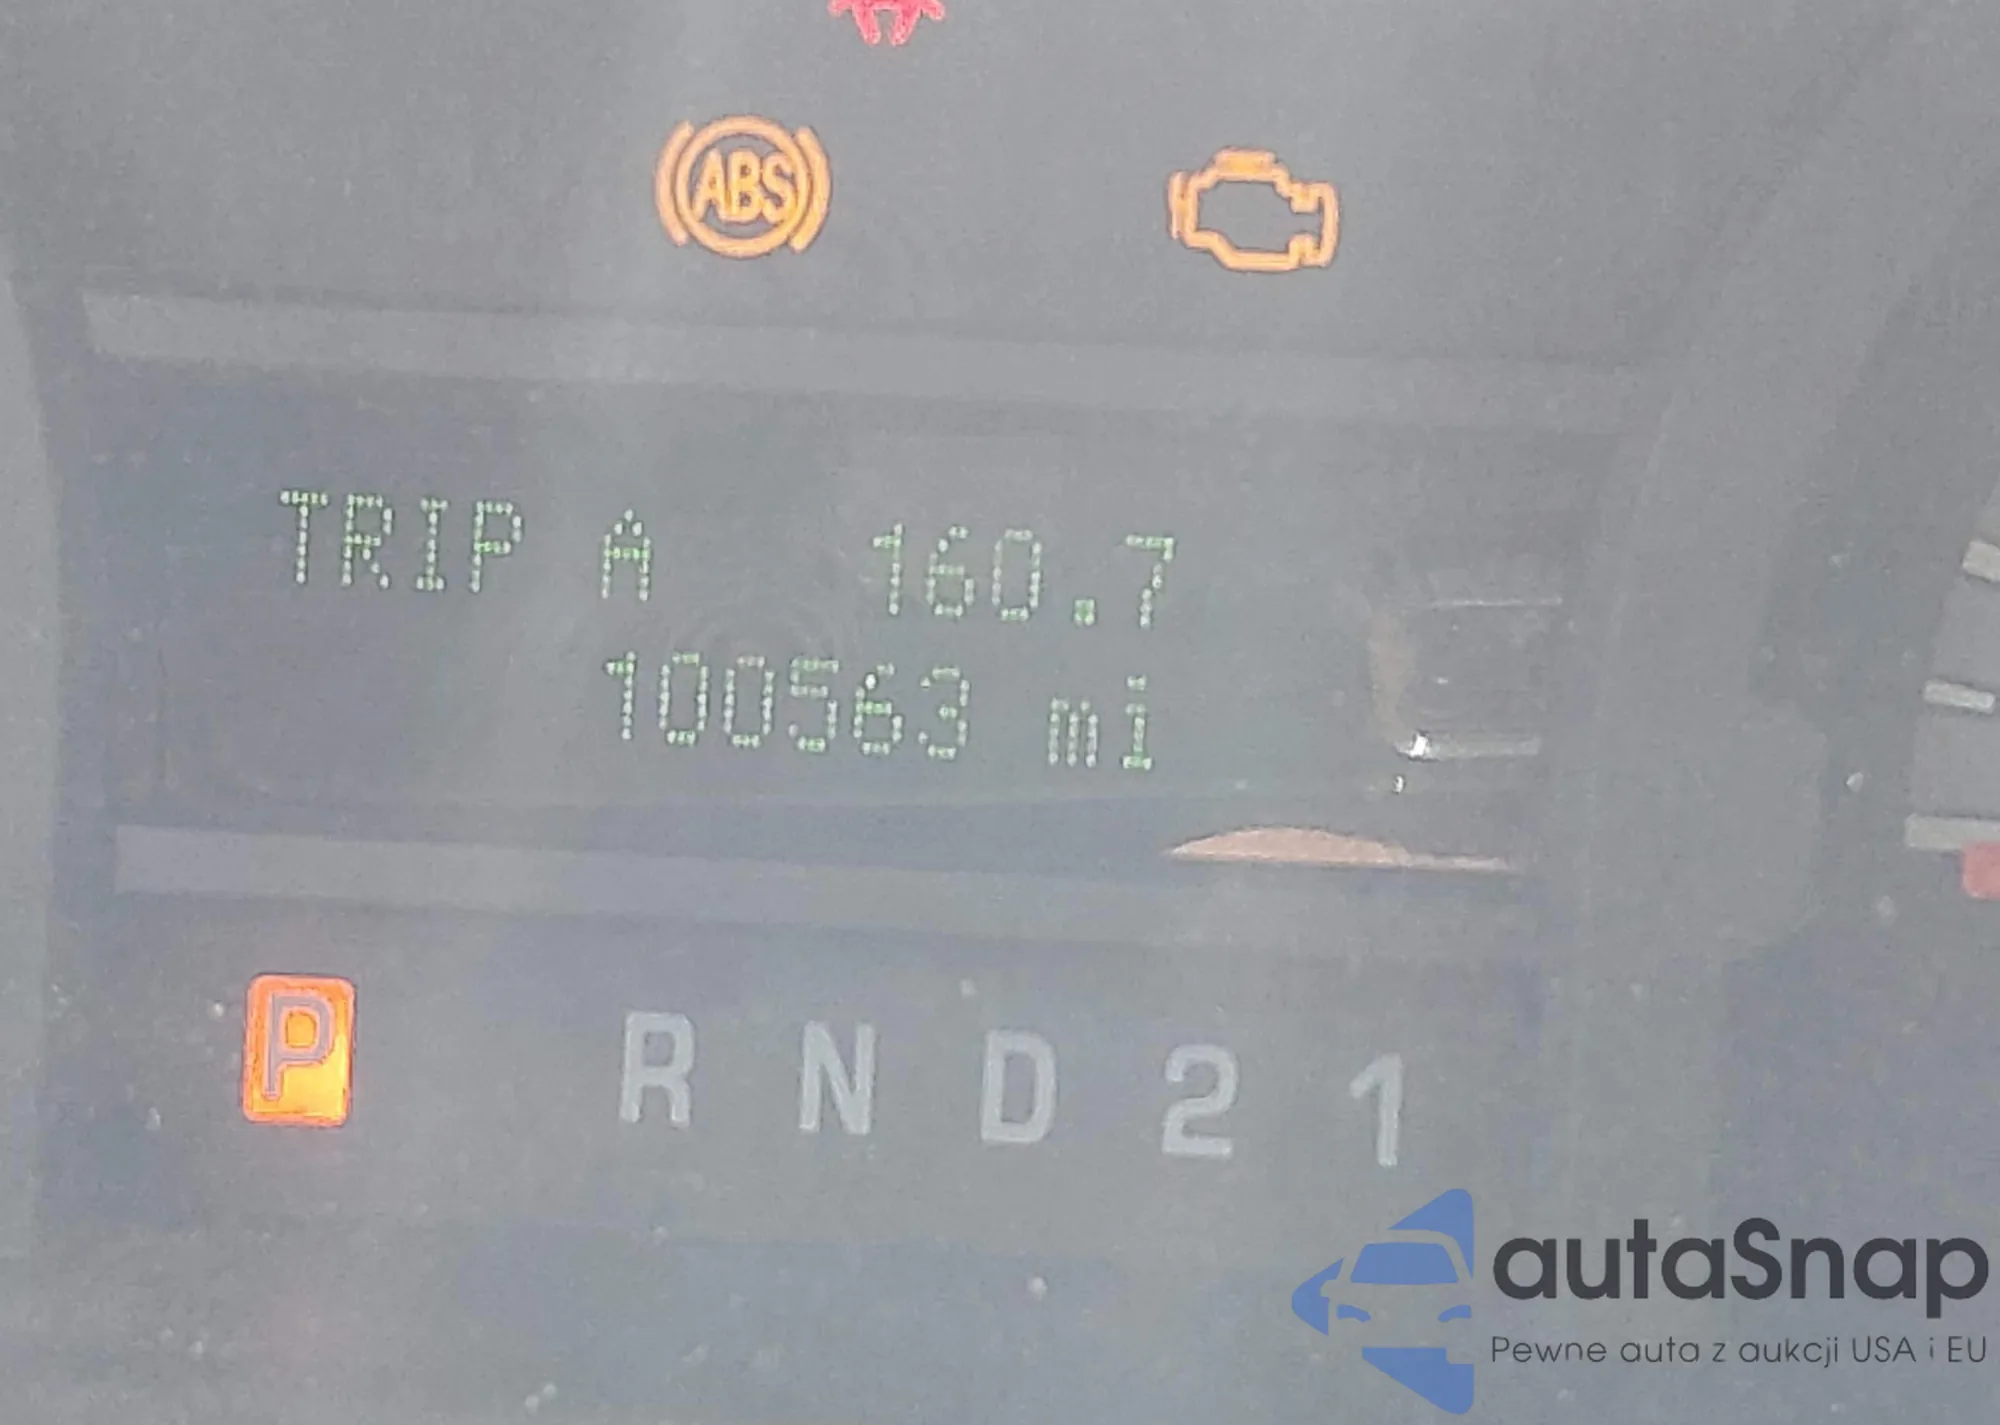 ABS
TRIP A 160.7
100563 mi
P R N D 2 1
autaSnap
Pewne auta z aukcji USA i EU